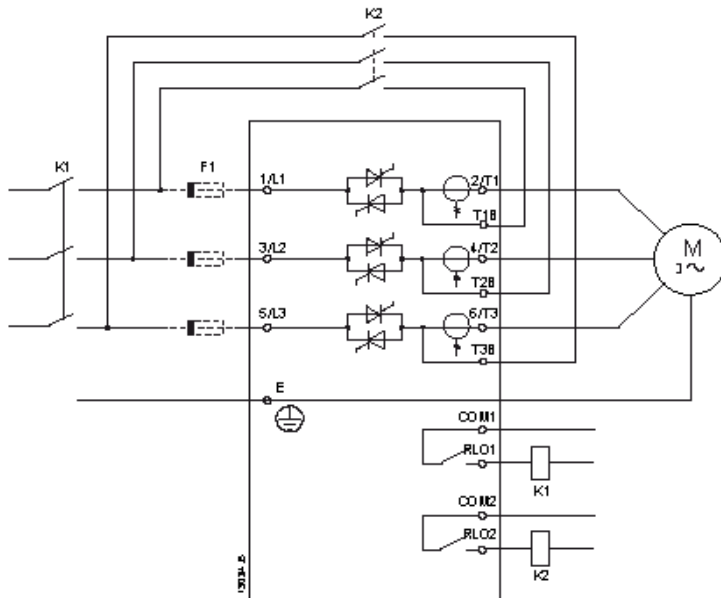 K2
K1
F1
1/L1
2/T1
T1B
3/L2
4/T2
T2B
5/L3
6/T3
T3B
M
3~
E
COM1
RLO1
K1
COM2
RLO2
K2